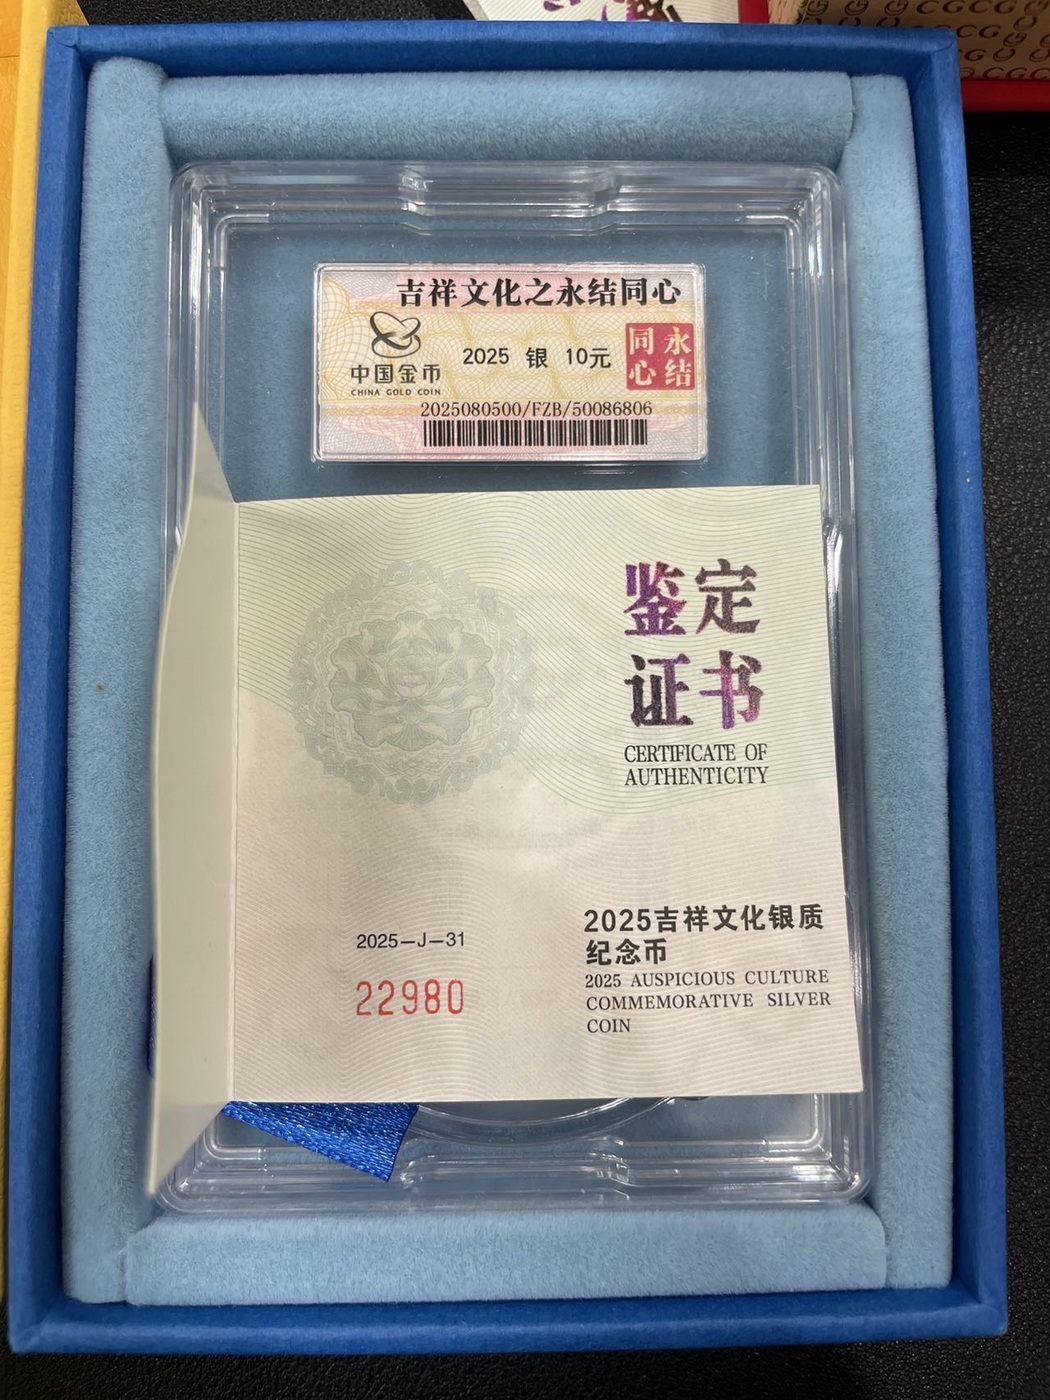 CGCG
CGCG
吉祥文化之永结同心
中国金币
CHINA GOLD COIN
2025 银 10元
永结
同心
2025080500/FZB/50086806
鉴定
证书
CERTIFICATE OF
AUTHENTICITY
2025-J-31
22980
2025吉祥文化银质
纪念币
2025 AUSPICIOUS CULTURE
COMMEMORATIVE SILVER
COIN